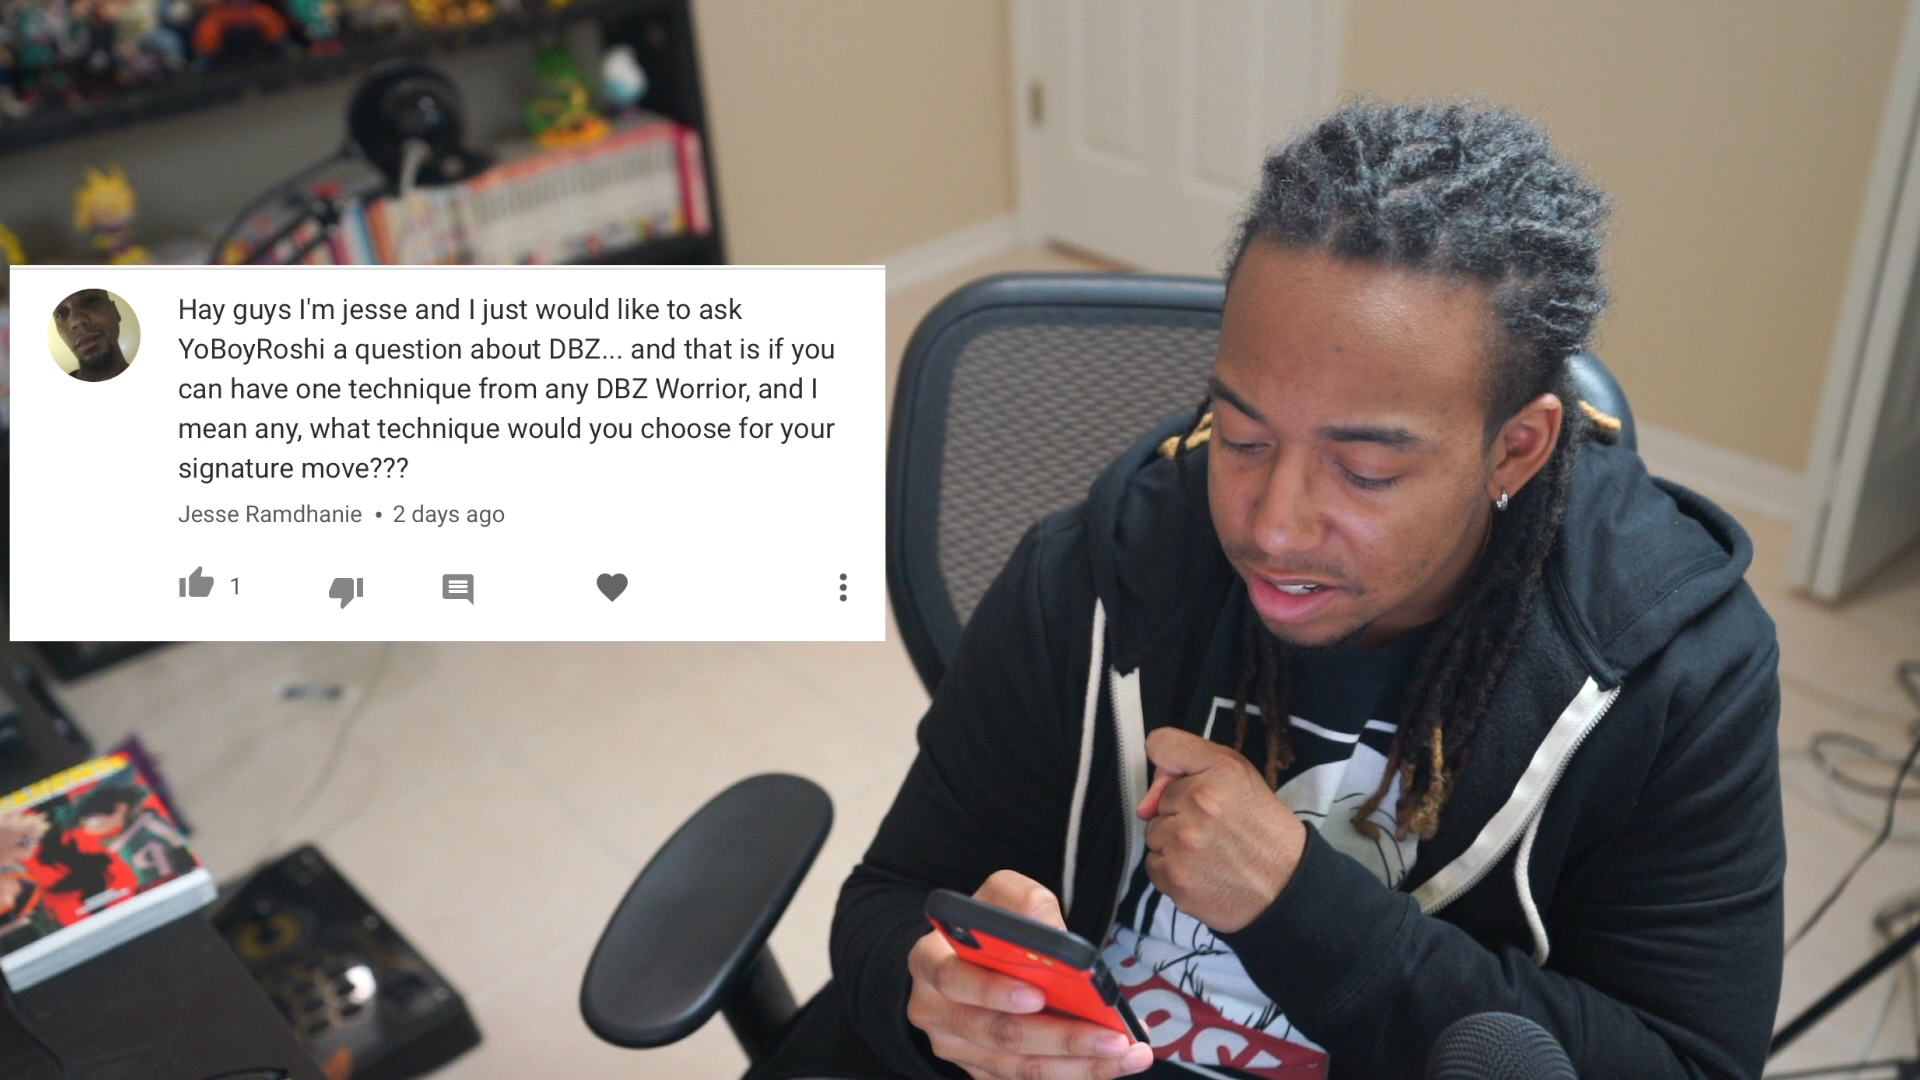 Hay guys I'm jesse and I just would like to ask
YoBoyRoshi a question about DBZ... and that is if you
can have one technique from any DBZ Worrior, and I
mean any, what technique would you choose for your
signature move???
Jesse Ramdhanie • 2 days ago
1